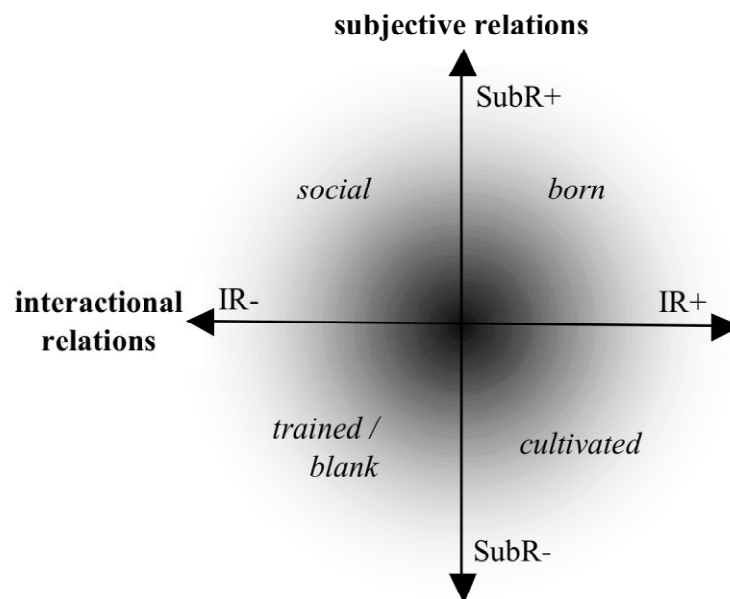 subjective relations
SubR+
social
born
interactional
relations
IR-
IR+
trained /
blank
cultivated
SubR-